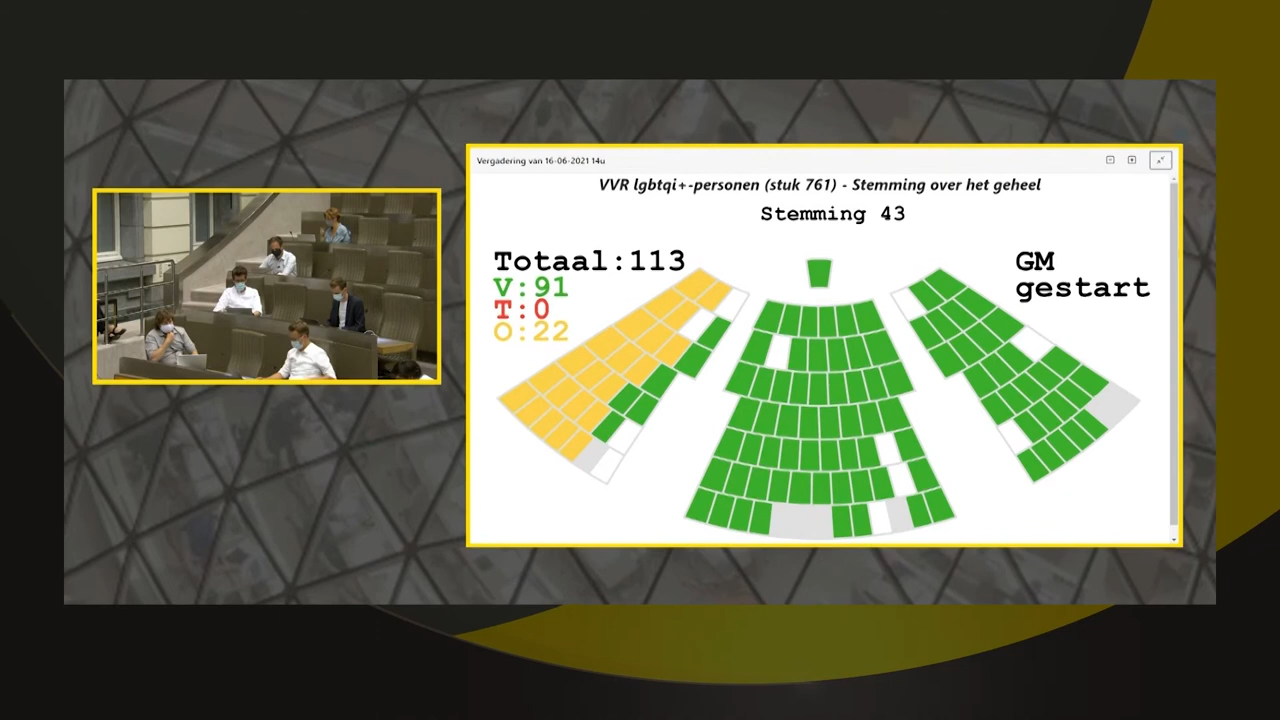 Vergadering van 16-06-2021 14u
VVR lgbtqi+-personen (stuk 761) - Stemming over het geheel
Stemming 43
Totaal:113
V:91
T:0
O:22
GM
gestart